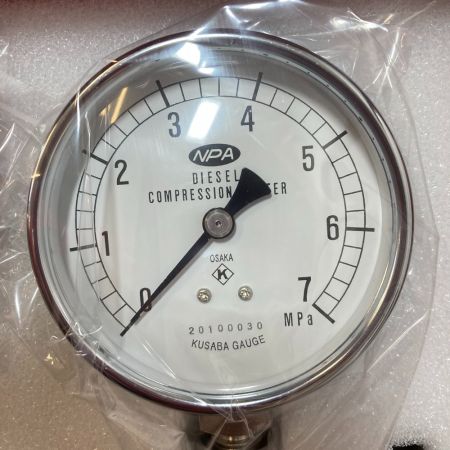 3 4
2 5
1 6
0 7
NPA
DIESEL
COMPRESSION
OSAKA
K
MPa
20100030
KUSABA GAUGE